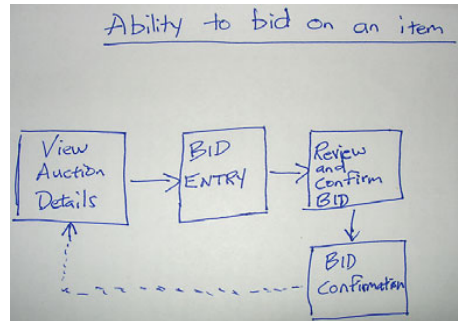 Ability to bid on an item
View
Auction
Details
BID
ENTRY
Review
and
Confirm
BID
BID
Confirmation